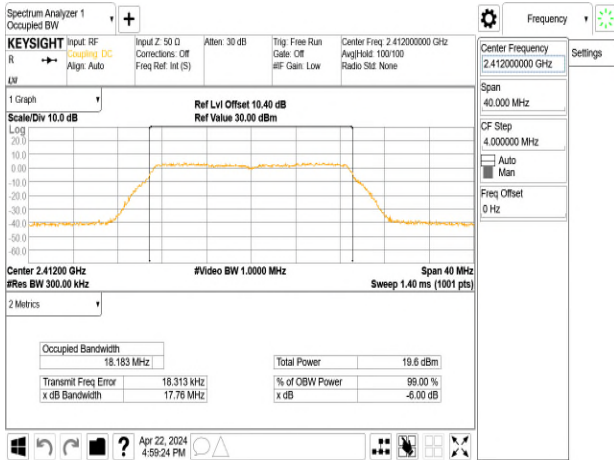 Spectrum Analyzer 1
Occupied BW
Frequency
KEYSIGHT
R
Input: RF
Coupling: DC
Align: Auto
Input Z: 50 Ω
Corrections: Off
Freq Ref: Int (S)
Atten: 30 dB
Trig: Free Run
Gate: Off
#IF Gain: Low
Center Freq: 2.412000000 GHz
Avg|Hold: 100/100
Radio Std: None
Center Frequency
2.412000000 GHz
Settings
Span
40.000 MHz
CF Step
4.000000 MHz
Auto
Man
Freq Offset
0 Hz
1 Graph
Scale/Div 10.0 dB
Ref Lvl Offset 10.40 dB
Ref Value 30.00 dBm
Log
20.0
10.0
0.00
-10.0
-20.0
-30.0
-40.0
-50.0
-60.0
Center 2.41200 GHz
#Res BW 300.00 kHz
#Video BW 1.0000 MHz
Span 40 MHz
Sweep 1.40 ms (1001 pts)
2 Metrics
Occupied Bandwidth
18.183 MHz
Transmit Freq Error 18.313 kHz
x dB Bandwidth 17.76 MHz
Total Power 19.6 dBm
% of OBW Power 99.00 %
x dB -6.00 dB
?
Apr 22, 2024
4:59:24 PM